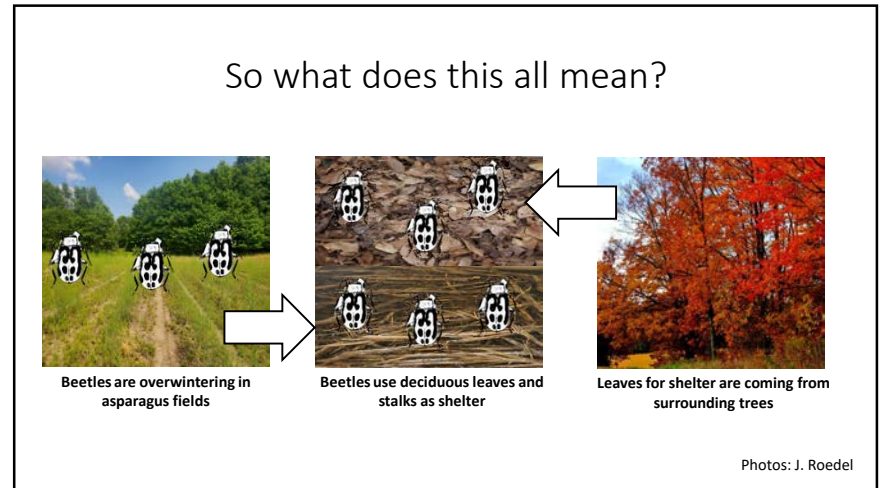 So what does this all mean?
Beetles are overwintering in
asparagus fields
Beetles use deciduous leaves and
stalks as shelter
Leaves for shelter are coming from
surrounding trees
Photos: J. Roedel